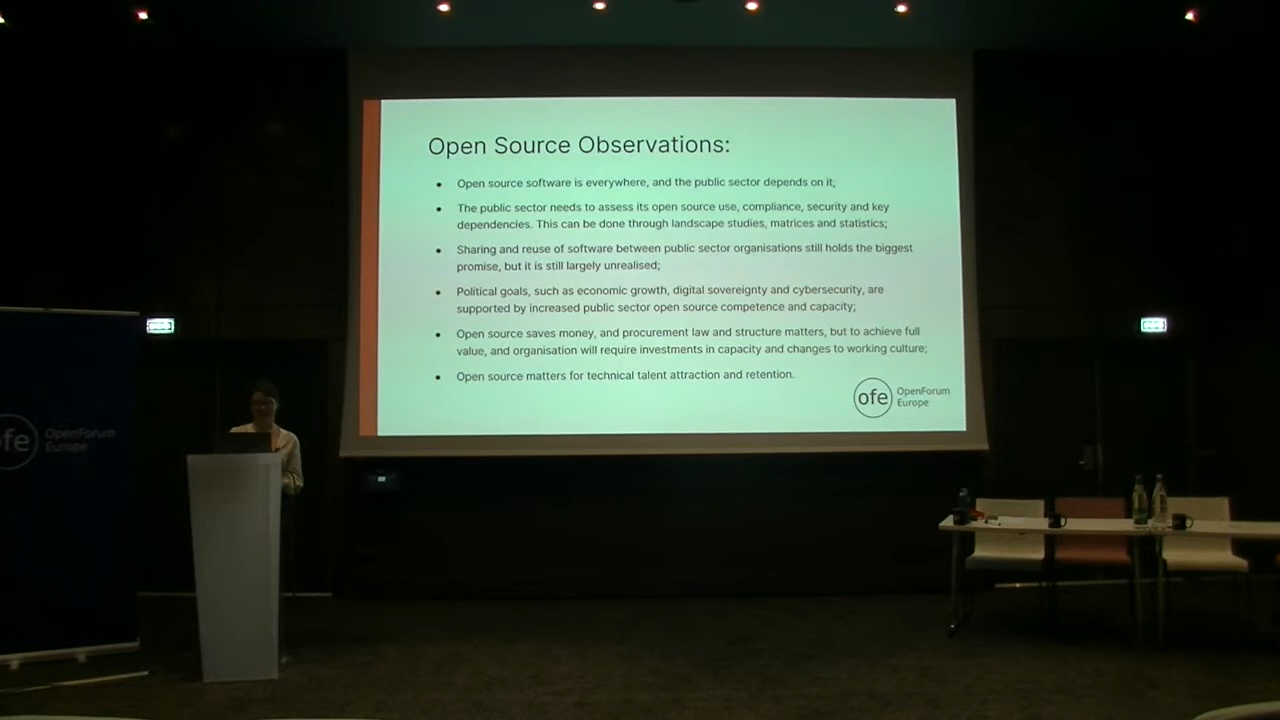 Open Source Observations:
• Open source software is everywhere, and the public sector depends on it;
• The public sector needs to assess its open source use, compliance, security and key
dependencies. This can be done through landscape studies, matrices and statistics;
• Sharing and reuse of software between public sector organisations still holds the biggest
promise, but it is still largely unrealised;
• Political goals, such as economic growth, digital sovereignty and cybersecurity, are
supported by increased public sector open source competence and capacity;
• Open source saves money, and procurement law and structure matters, but to achieve full
value, and organisation will require investments in capacity and changes to working culture;
• Open source matters for technical talent attraction and retention.
ofe
OpenForum
Europe
ofe
OpenForum
Europe